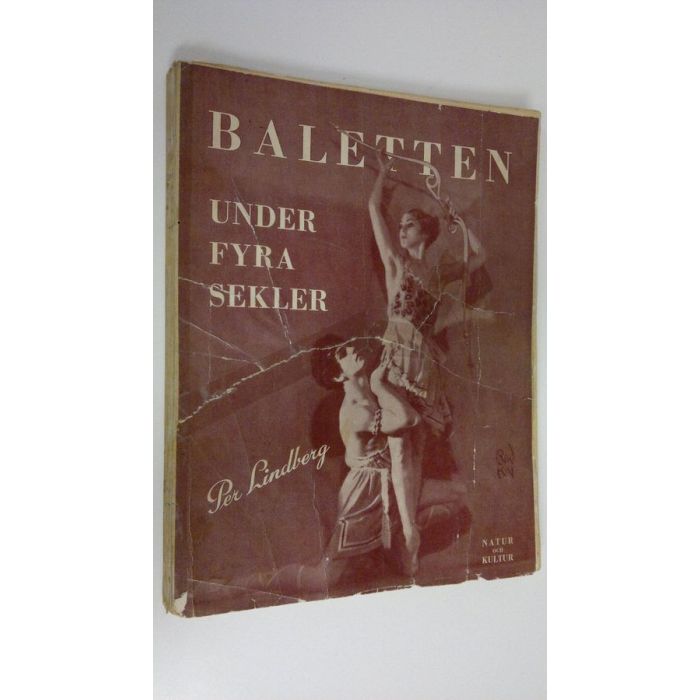 BALETTEN
UNDER
FYRA
SEKLER
Per Lindberg
NATUR
OCH
KULTUR